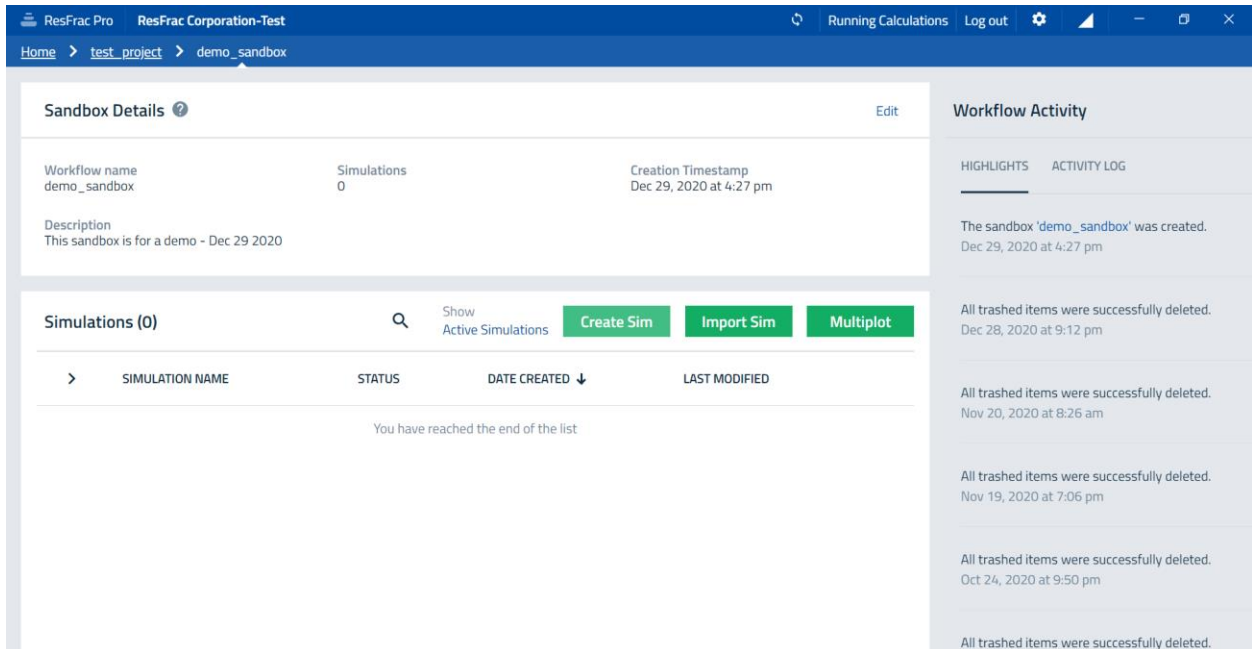 ResFrac Pro ResFrac Corporation-Test Running Calculations Log out
Home > test_project > demo_sandbox
Sandbox Details ? Edit
Workflow name Simulations Creation Timestamp
demo_sandbox 0 Dec 29, 2020 at 4:27 pm
Description
This sandbox is for a demo - Dec 29 2020
Simulations (0) Show
Active Simulations Create Sim Import Sim Multiplot
SIMULATION NAME STATUS DATE CREATED LAST MODIFIED
You have reached the end of the list
Workflow Activity
HIGHLIGHTS ACTIVITY LOG
The sandbox 'demo_sandbox' was created.
Dec 29, 2020 at 4:27 pm
All trashed items were successfully deleted.
Dec 28, 2020 at 9:12 pm
All trashed items were successfully deleted.
Nov 20, 2020 at 8:26 am
All trashed items were successfully deleted.
Nov 19, 2020 at 7:06 pm
All trashed items were successfully deleted.
Oct 24, 2020 at 9:50 pm
All trashed items were successfully deleted.